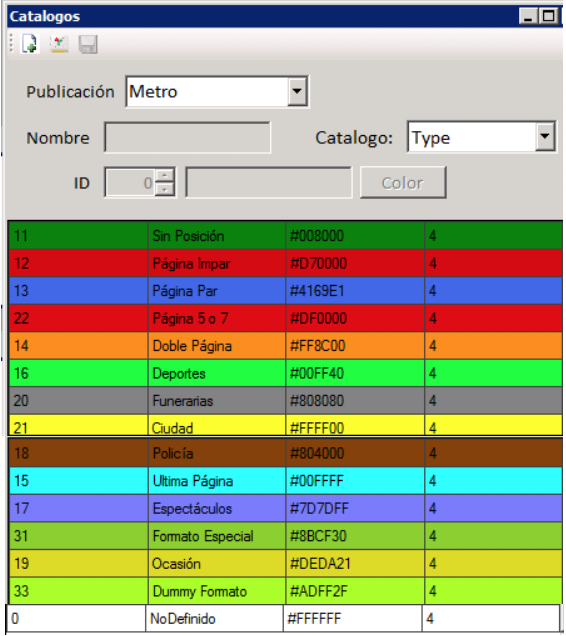 Catalogos
Publicación Metro
Nombre Catalogo: Type
ID 0 Color
11 Sin Posición #008000 4
12 Página Impar #D70000 4
13 Página Par #4169E1 4
22 Página 5 o 7 #DF0000 4
14 Doble Página #FF8C00 4
16 Deportes #00FF40 4
20 Funerarias #808080 4
21 Ciudad #FFFF00 4
18 Policía #804000 4
15 Ultima Página #00FFFF 4
17 Espectáculos #7D7DFF 4
31 Formato Especial #8BCF30 4
19 Ocasión #DEDA21 4
33 Dummy Formato #ADFF2F 4
0 NoDefinido #FFFFFF 4